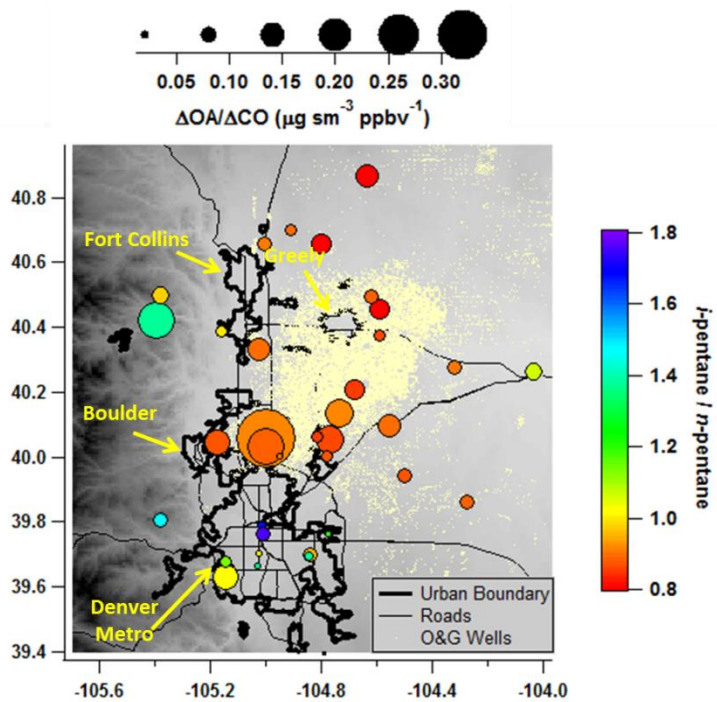 0.05 0.10 0.15 0.20 0.25 0.30
ΔOA/ΔCO (μg sm⁻³ ppbv⁻¹)
40.8
40.6
40.4
40.2
40.0
39.8
39.6
39.4
Fort Collins
Greely
Boulder
Denver
Metro
Urban Boundary
Roads
O&G Wells
-105.6 -105.2 -104.8 -104.4 -104.0
1.8
1.6
1.4
1.2
1.0
0.8
i-pentane / n-pentane